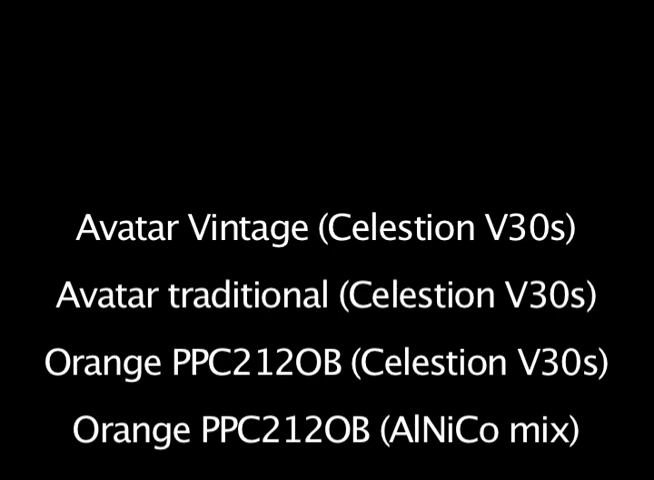 Avatar Vintage (Celestion V30s)
Avatar traditional (Celestion V30s)
Orange PPC212OB (Celestion V30s)
Orange PPC212OB (AlNiCo mix)